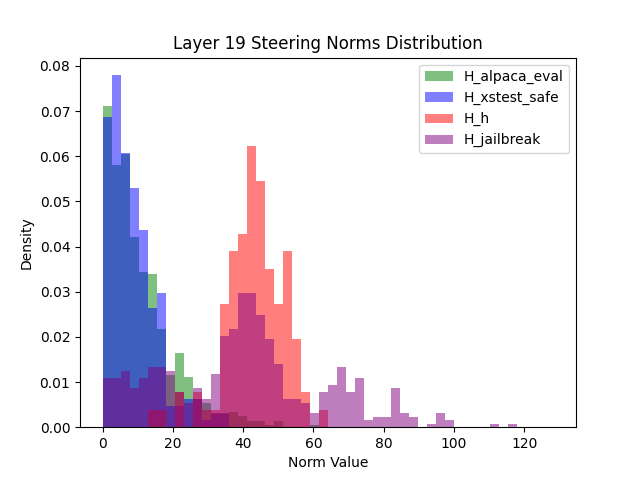 Layer 19 Steering Norms Distribution
H_alpaca_eval
H_xstest_safe
H_h
H_jailbreak
Density
0.08
0.07
0.06
0.05
0.04
0.03
0.02
0.01
0.00
0 20 40 60 80 100 120
Norm Value